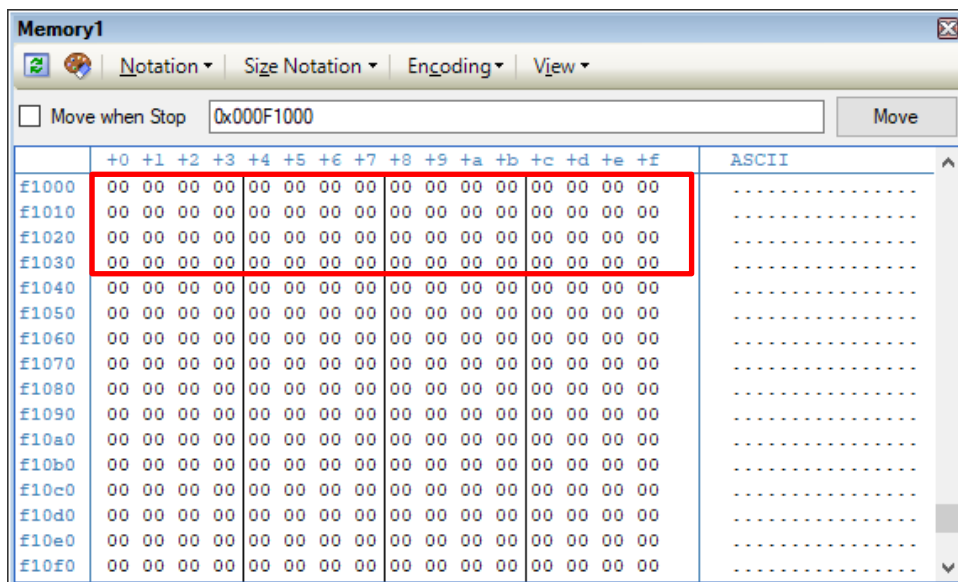 Memory1
Notation Size Notation Encoding View
Move when Stop 0x000F1000 Move
+0 +1 +2 +3 +4 +5 +6 +7 +8 +9 +a +b +c +d +e +f ASCII
f1000 00 00 00 00 00 00 00 00 00 00 00 00 00 00 00 00 ................
f1010 00 00 00 00 00 00 00 00 00 00 00 00 00 00 00 00 ................
f1020 00 00 00 00 00 00 00 00 00 00 00 00 00 00 00 00 ................
f1030 00 00 00 00 00 00 00 00 00 00 00 00 00 00 00 00 ................
f1040 00 00 00 00 00 00 00 00 00 00 00 00 00 00 00 00 ................
f1050 00 00 00 00 00 00 00 00 00 00 00 00 00 00 00 00 ................
f1060 00 00 00 00 00 00 00 00 00 00 00 00 00 00 00 00 ................
f1070 00 00 00 00 00 00 00 00 00 00 00 00 00 00 00 00 ................
f1080 00 00 00 00 00 00 00 00 00 00 00 00 00 00 00 00 ................
f1090 00 00 00 00 00 00 00 00 00 00 00 00 00 00 00 00 ................
f10a0 00 00 00 00 00 00 00 00 00 00 00 00 00 00 00 00 ................
f10b0 00 00 00 00 00 00 00 00 00 00 00 00 00 00 00 00 ................
f10c0 00 00 00 00 00 00 00 00 00 00 00 00 00 00 00 00 ................
f10d0 00 00 00 00 00 00 00 00 00 00 00 00 00 00 00 00 ................
f10e0 00 00 00 00 00 00 00 00 00 00 00 00 00 00 00 00 ................
f10f0 00 00 00 00 00 00 00 00 00 00 00 00 00 00 00 00 ................